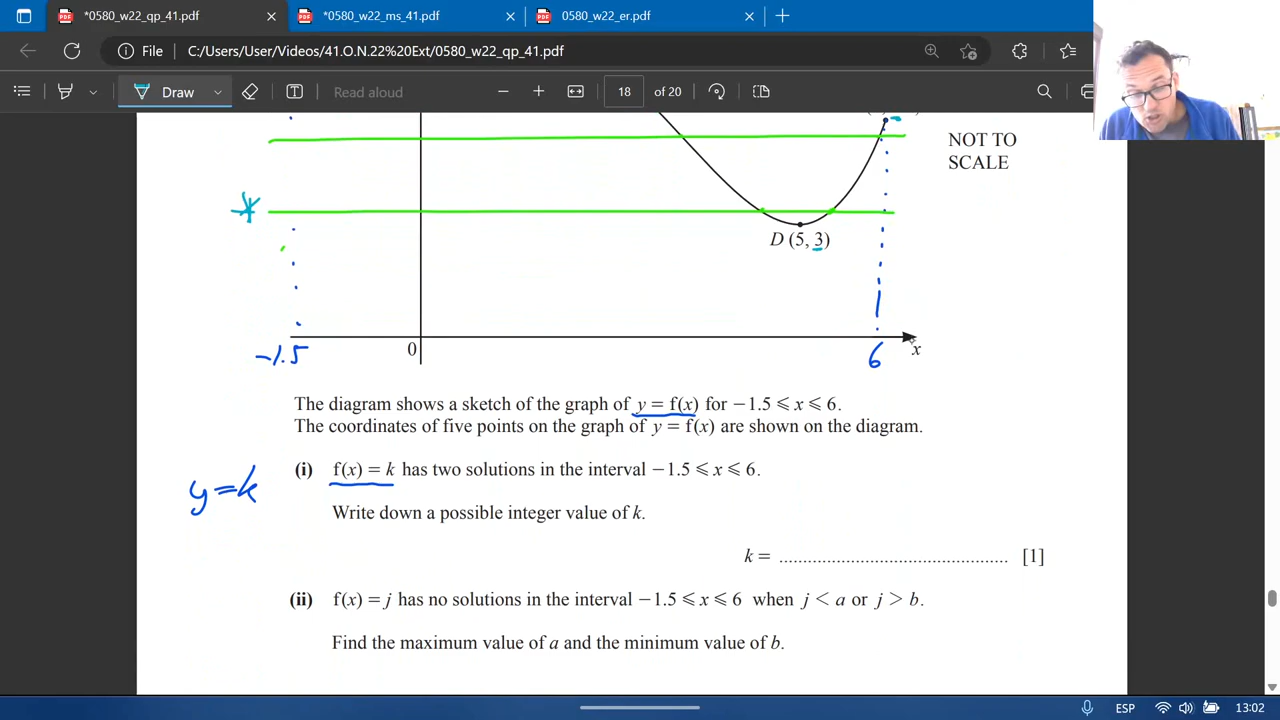 *0580_w22_qp_41.pdf
*0580_w22_ms_41.pdf
0580_w22_er.pdf
File C:/Users/User/Videos/41.O.N.22%20Ext/0580_w22_qp_41.pdf
Draw
Read aloud
18 of 20
NOT TO
SCALE
D (5, 3)
-1.5
0
6
x
The diagram shows a sketch of the graph of y = f(x) for −1.5 ⩽ x ⩽ 6.
The coordinates of five points on the graph of y = f(x) are shown on the diagram.
(i) f(x) = k has two solutions in the interval −1.5 ⩽ x ⩽ 6.
y=k
Write down a possible integer value of k.
k = ................................................ [1]
(ii) f(x) = j has no solutions in the interval −1.5 ⩽ x ⩽ 6 when j < a or j > b.
Find the maximum value of a and the minimum value of b.
ESP
13:02